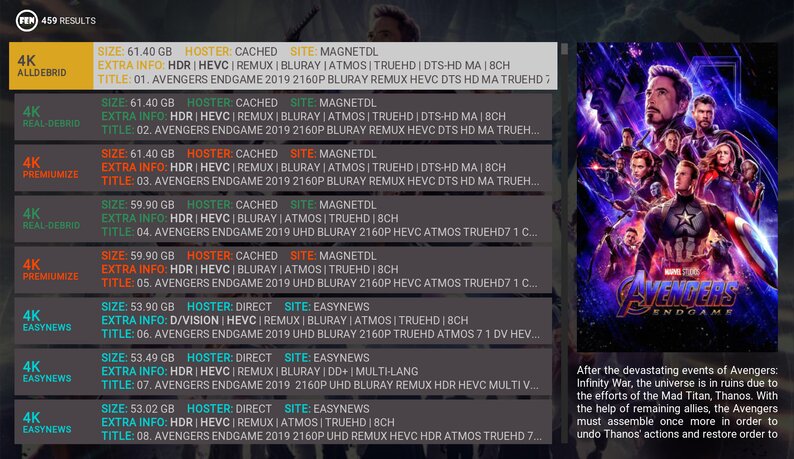 FEN 459 RESULTS
4K
ALLDEBRID
SIZE: 61.40 GB HOSTER: CACHED SITE: MAGNETDL
EXTRA INFO: HDR | HEVC | REMUX | BLURAY | ATMOS | TRUEHD | DTS-HD MA | 8CH
TITLE: 01. AVENGERS ENDGAME 2019 2160P BLURAY REMUX HEVC DTS HD MA TRUEHD 7
4K
REAL-DEBRID
SIZE: 61.40 GB HOSTER: CACHED SITE: MAGNETDL
EXTRA INFO: HDR | HEVC | REMUX | BLURAY | ATMOS | TRUEHD | DTS-HD MA | 8CH
TITLE: 02. AVENGERS ENDGAME 2019 2160P BLURAY REMUX HEVC DTS HD MA TRUEH...
4K
PREMIUMIZE
SIZE: 61.40 GB HOSTER: CACHED SITE: MAGNETDL
EXTRA INFO: HDR | HEVC | REMUX | BLURAY | ATMOS | TRUEHD | DTS-HD MA | 8CH
TITLE: 03. AVENGERS ENDGAME 2019 2160P BLURAY REMUX HEVC DTS HD MA TRUEH...
4K
REAL-DEBRID
SIZE: 59.90 GB HOSTER: CACHED SITE: MAGNETDL
EXTRA INFO: HDR | HEVC | BLURAY | ATMOS | TRUEHD | 8CH
TITLE: 04. AVENGERS ENDGAME 2019 UHD BLURAY 2160P HEVC ATMOS TRUEHD7 1 C...
4K
PREMIUMIZE
SIZE: 59.90 GB HOSTER: CACHED SITE: MAGNETDL
EXTRA INFO: HDR | HEVC | BLURAY | ATMOS | TRUEHD | 8CH
TITLE: 05. AVENGERS ENDGAME 2019 UHD BLURAY 2160P HEVC ATMOS TRUEHD7 1 C...
4K
EASYNEWS
SIZE: 53.90 GB HOSTER: DIRECT SITE: EASYNEWS
EXTRA INFO: D/VISION | HEVC | REMUX | BLURAY | ATMOS | TRUEHD | 8CH
TITLE: 06. AVENGERS ENDGAME 2019 UHD BLURAY 2160P TRUEHD ATMOS 7 1 DV HEV...
4K
EASYNEWS
SIZE: 53.49 GB HOSTER: DIRECT SITE: EASYNEWS
EXTRA INFO: HDR | HEVC | REMUX | BLURAY | DD+ | MULTI-LANG
TITLE: 07. AVENGERS ENDGAME 2019 2160P UHD BLURAY REMUX HDR HEVC MULTI V...
4K
EASYNEWS
SIZE: 53.02 GB HOSTER: DIRECT SITE: EASYNEWS
EXTRA INFO: HDR | HEVC | REMUX | ATMOS | TRUEHD | 8CH
TITLE: 08. AVENGERS ENDGAME 2019 2160P UHD REMUX HEVC HDR ATMOS TRUEHD 7...
MARVEL STUDIOS
AVENGERS
ENDGAME
After the devastating events of Avengers:
Infinity War, the universe is in ruins due to
the efforts of the Mad Titan, Thanos. With
the help of remaining allies, the Avengers
must assemble once more in order to
undo Thanos' actions and restore order to